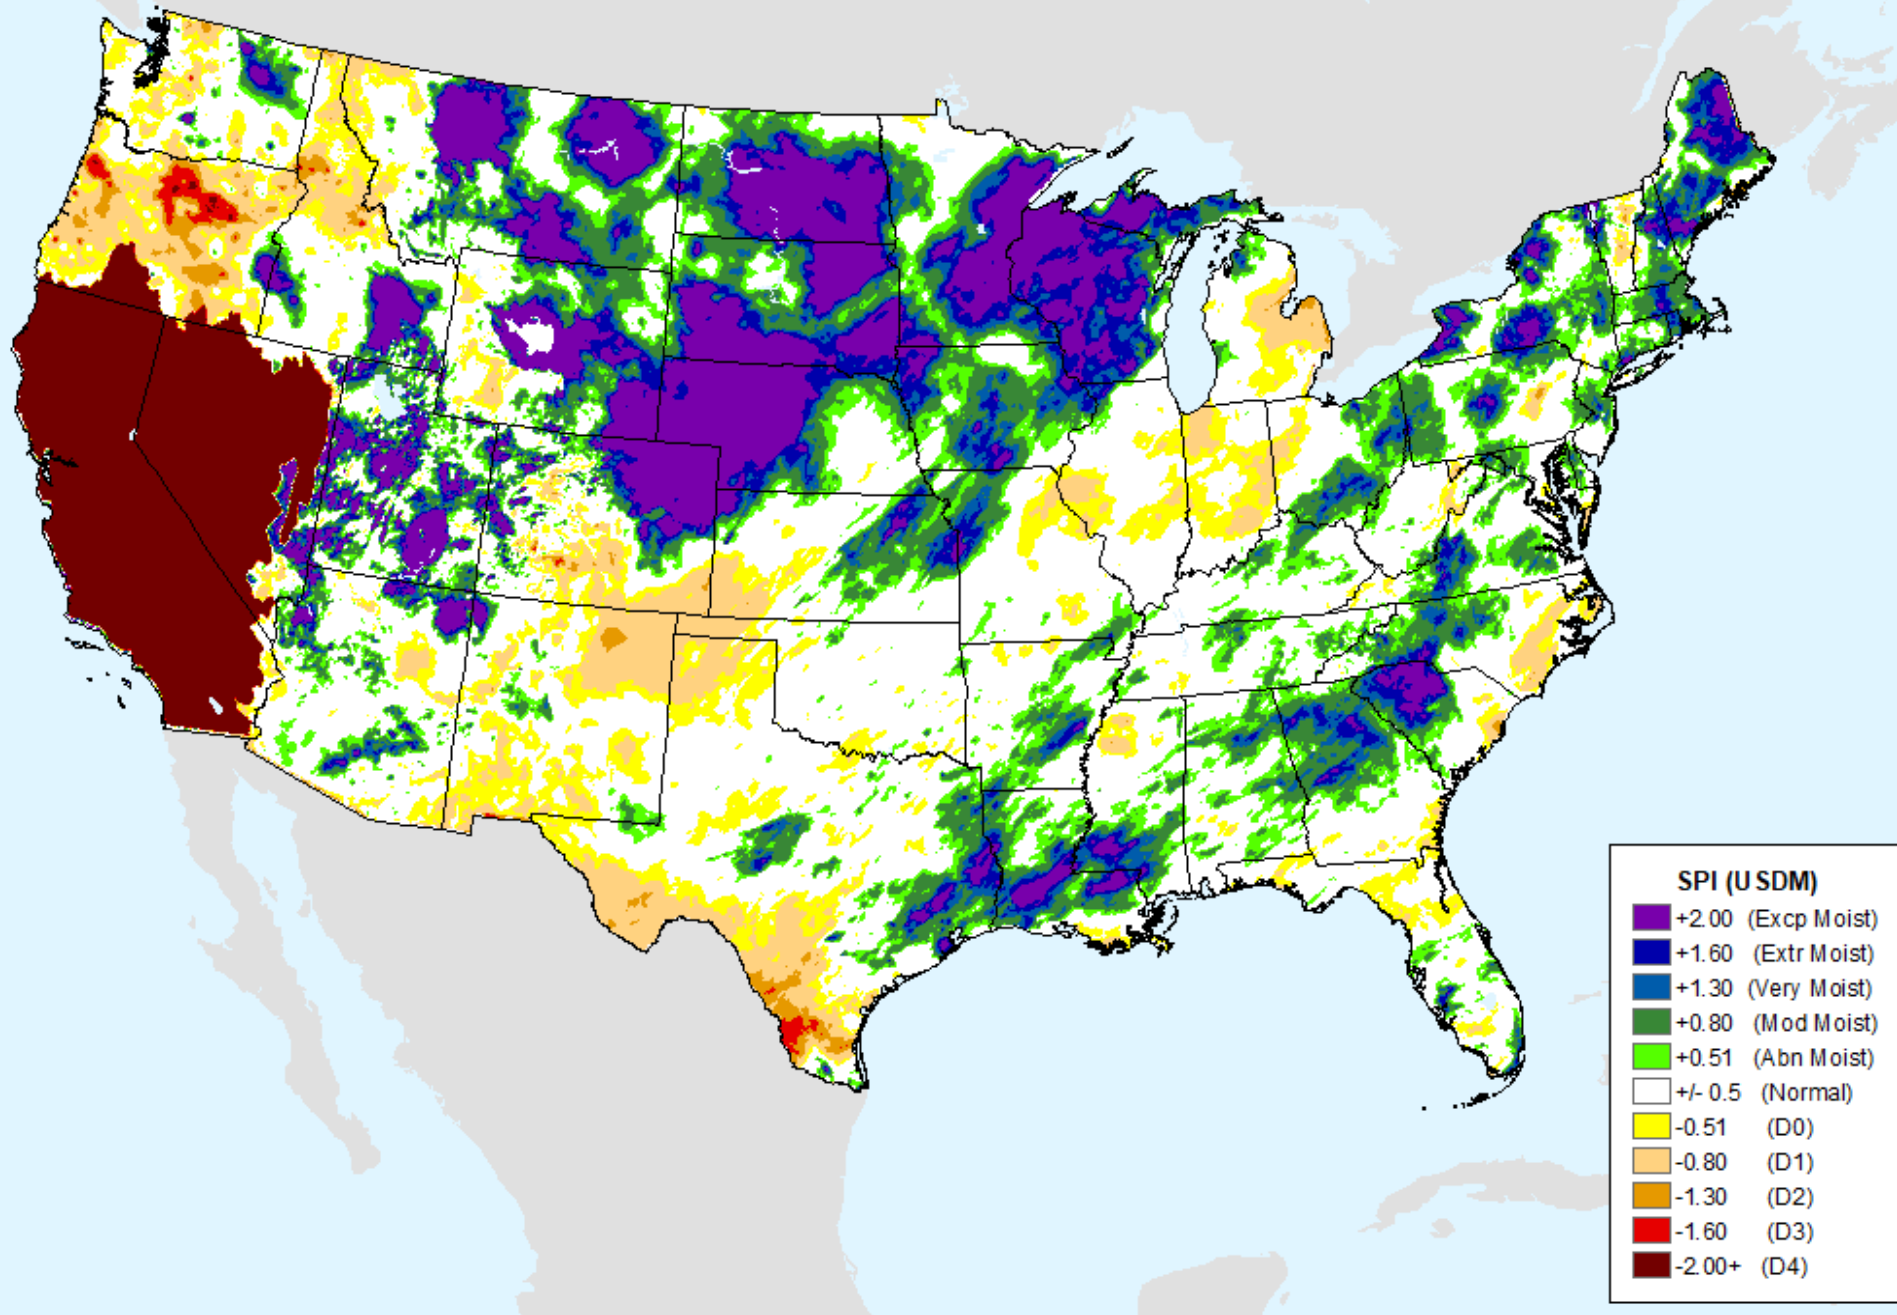 SPI (USDM)
+2.00 (Excp Moist)
+1.60 (Extr Moist)
+1.30 (Very Moist)
+0.80 (Mod Moist)
+0.51 (Abn Moist)
+/- 0.5 (Normal)
-0.51 (D0)
-0.80 (D1)
-1.30 (D2)
-1.60 (D3)
-2.00+ (D4)